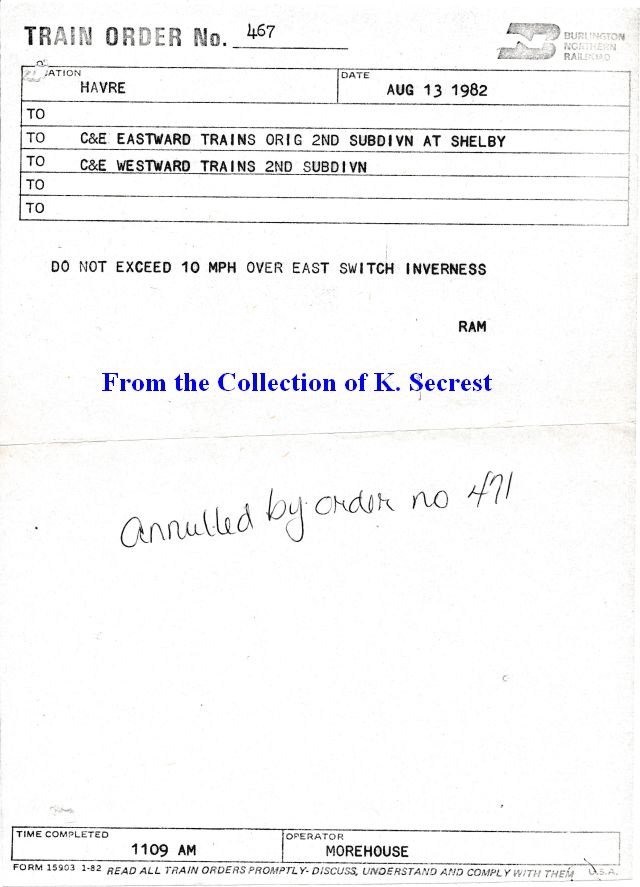 TRAIN ORDER No. 467
BURLINGTON
NORTHERN
RAILROAD
LOCATION
HAVRE
DATE
AUG 13 1982
TO
TO C&E EASTWARD TRAINS ORIG 2ND SUBDIVN AT SHELBY
TO C&E WESTWARD TRAINS 2ND SUBDIVN
TO
TO
DO NOT EXCEED 10 MPH OVER EAST SWITCH INVERNESS
RAM
From the Collection of K. Secrest
annulled by order no 471
TIME COMPLETED
1109 AM
OPERATOR
MOREHOUSE
FORM 15903 1-82 READ ALL TRAIN ORDERS PROMPTLY- DISCUSS, UNDERSTAND AND COMPLY WITH THEM U.S.A.